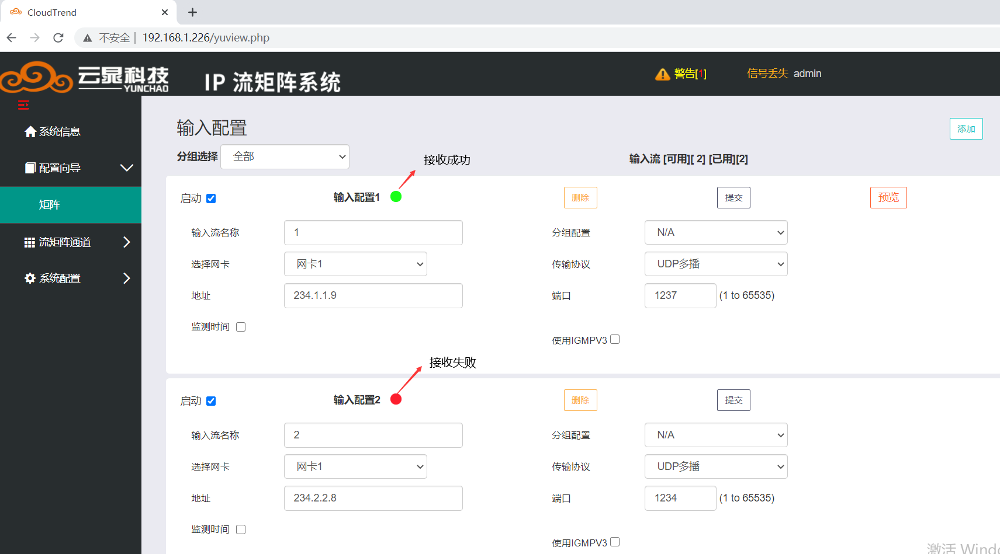 CloudTrend
不安全 192.168.1.226/yuview.php
云晁科技
YUNCHAO
IP 流矩阵系统
警告[1]
信号丢失 admin
系统信息
配置向导
矩阵
流矩阵通道
系统配置
输入配置
添加
分组选择 全部
接收成功
输入流 [可用][ 2] [已用][2]
启动 输入配置1 删除 提交 预览
输入流名称 1 分组配置 N/A
选择网卡 网卡1 传输协议 UDP多播
地址 234.1.1.9 端口 1237 (1 to 65535)
监测时间
使用IGMPV3
接收失败
启动 输入配置2 删除 提交
输入流名称 2 分组配置 N/A
选择网卡 网卡1 传输协议 UDP多播
地址 234.2.2.8 端口 1234 (1 to 65535)
监测时间
使用IGMPV3
激活 Windo